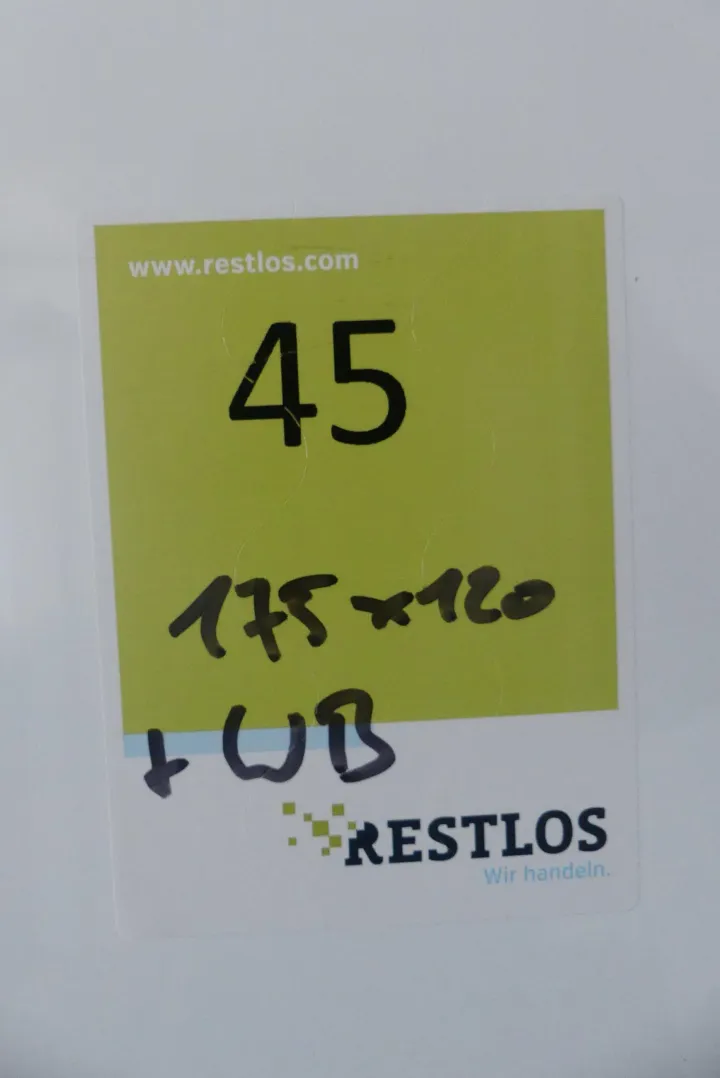 www.restlos.com
45
175x120
+ WB
RESTLOS
Wir handeln.